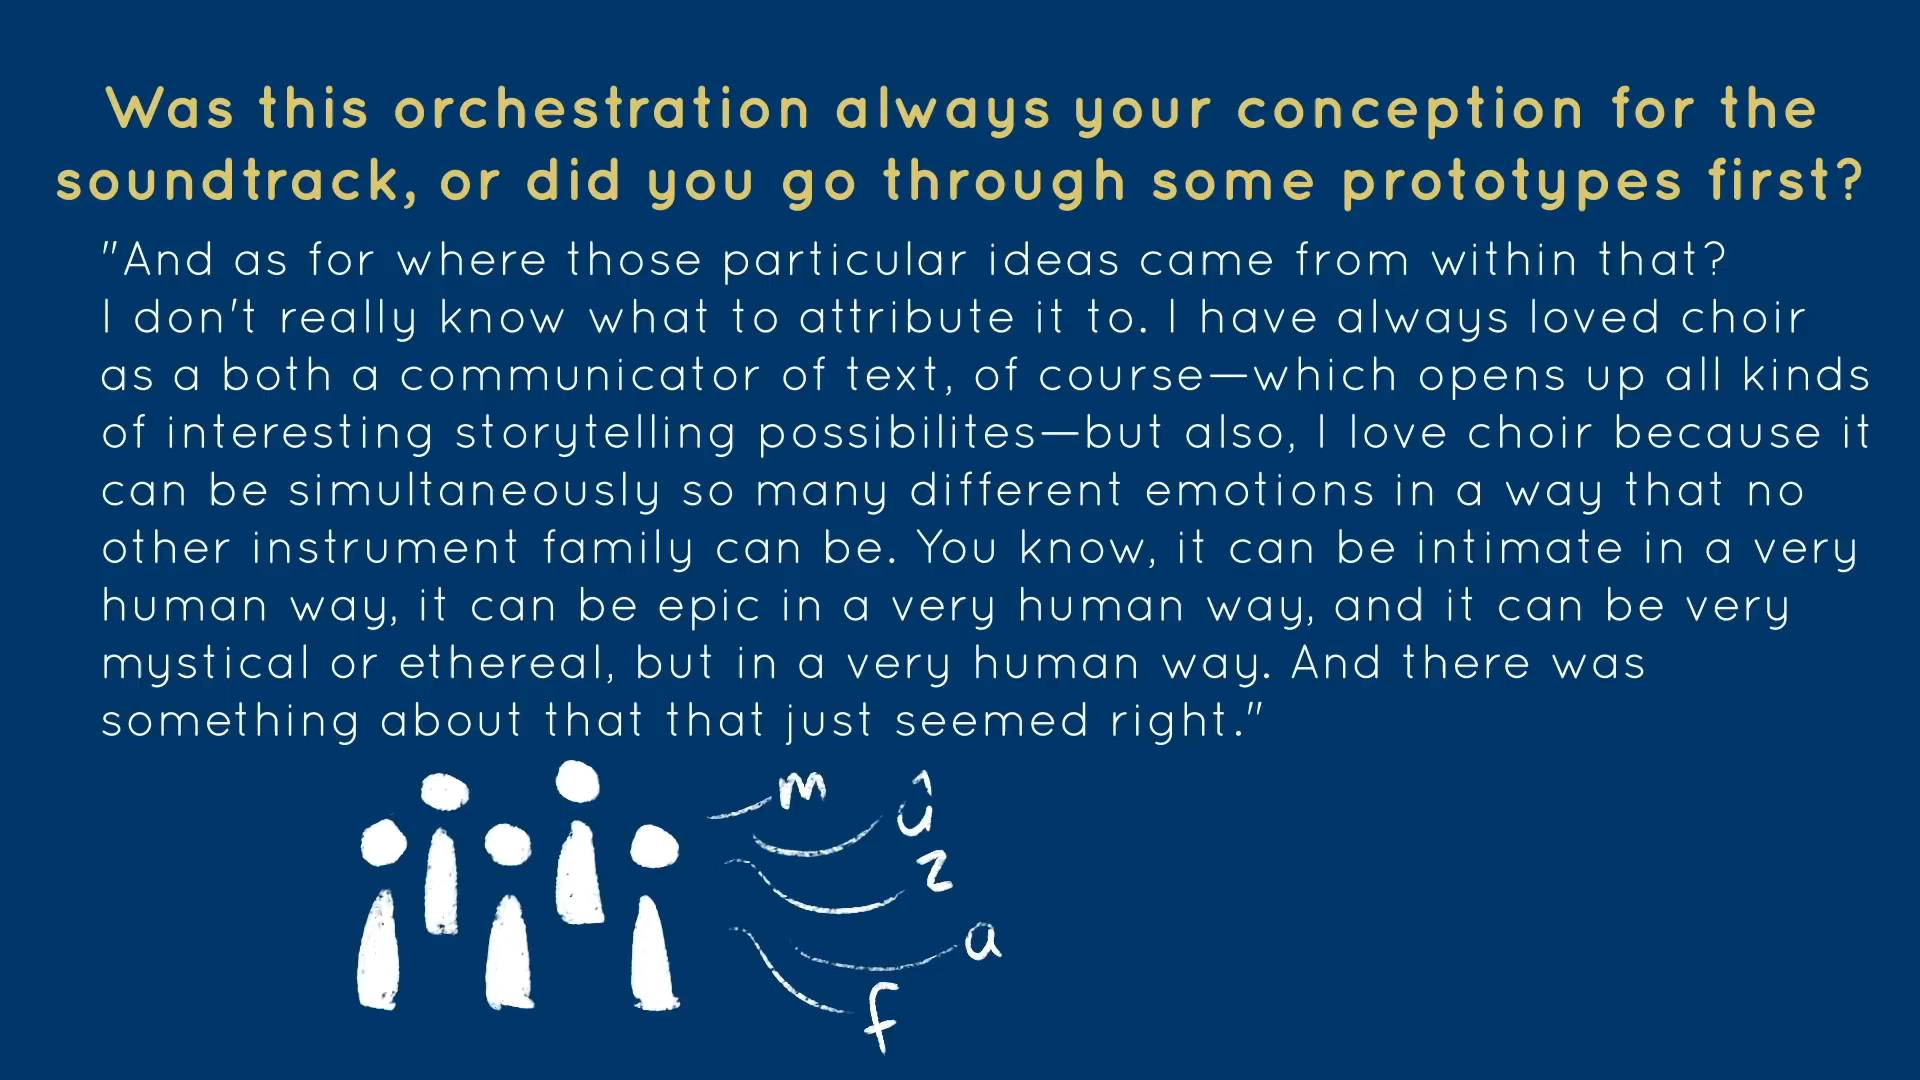 Was this orchestration always your conception for the
soundtrack, or did you go through some prototypes first?
"And as for where those particular ideas came from within that?
I don't really know what to attribute it to. I have always loved choir
as a both a communicator of text, of course—which opens up all kinds
of interesting storytelling possibilites—but also, I love choir because it
can be simultaneously so many different emotions in a way that no
other instrument family can be. You know, it can be intimate in a very
human way, it can be epic in a very human way, and it can be very
mystical or ethereal, but in a very human way. And there was
something about that that just seemed right."
m
û
z
a
f